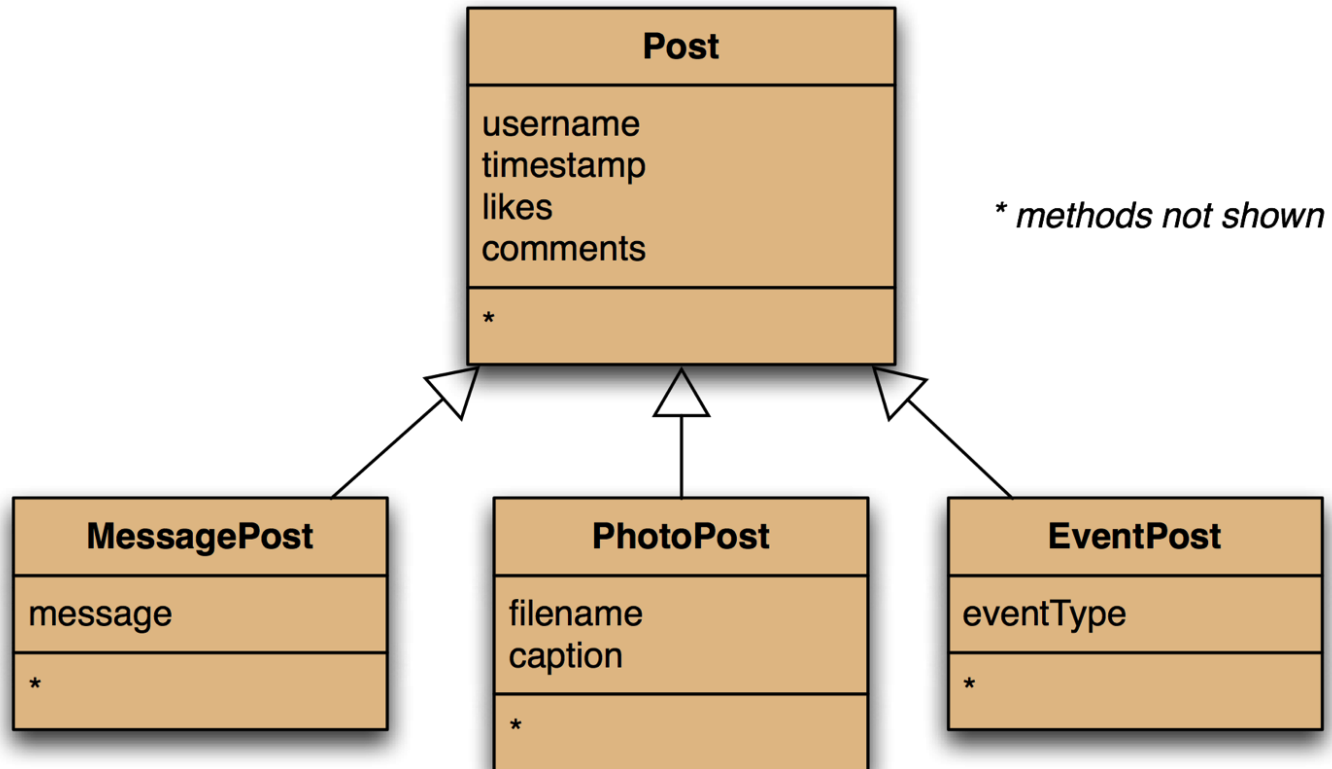 Post
username
timestamp
likes
comments
*
* methods not shown
MessagePost
message
*
PhotoPost
filename
caption
*
EventPost
eventType
*